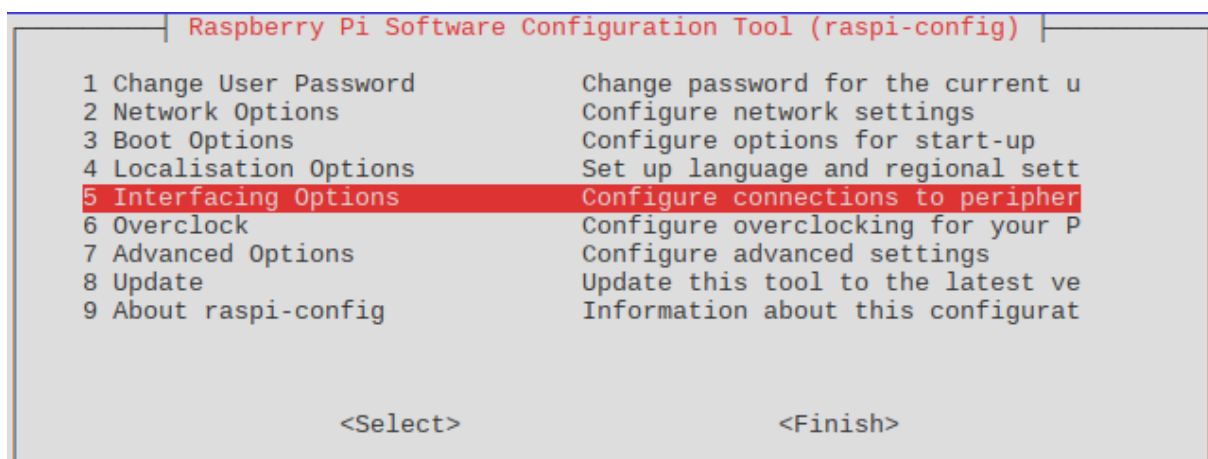 Raspberry Pi Software Configuration Tool (raspi-config)
1 Change User Password Change password for the current u
2 Network Options Configure network settings
3 Boot Options Configure options for start-up
4 Localisation Options Set up language and regional sett
5 Interfacing Options Configure connections to peripher
6 Overclock Configure overclocking for your P
7 Advanced Options Configure advanced settings
8 Update Update this tool to the latest ve
9 About raspi-config Information about this configurat
<Select> <Finish>